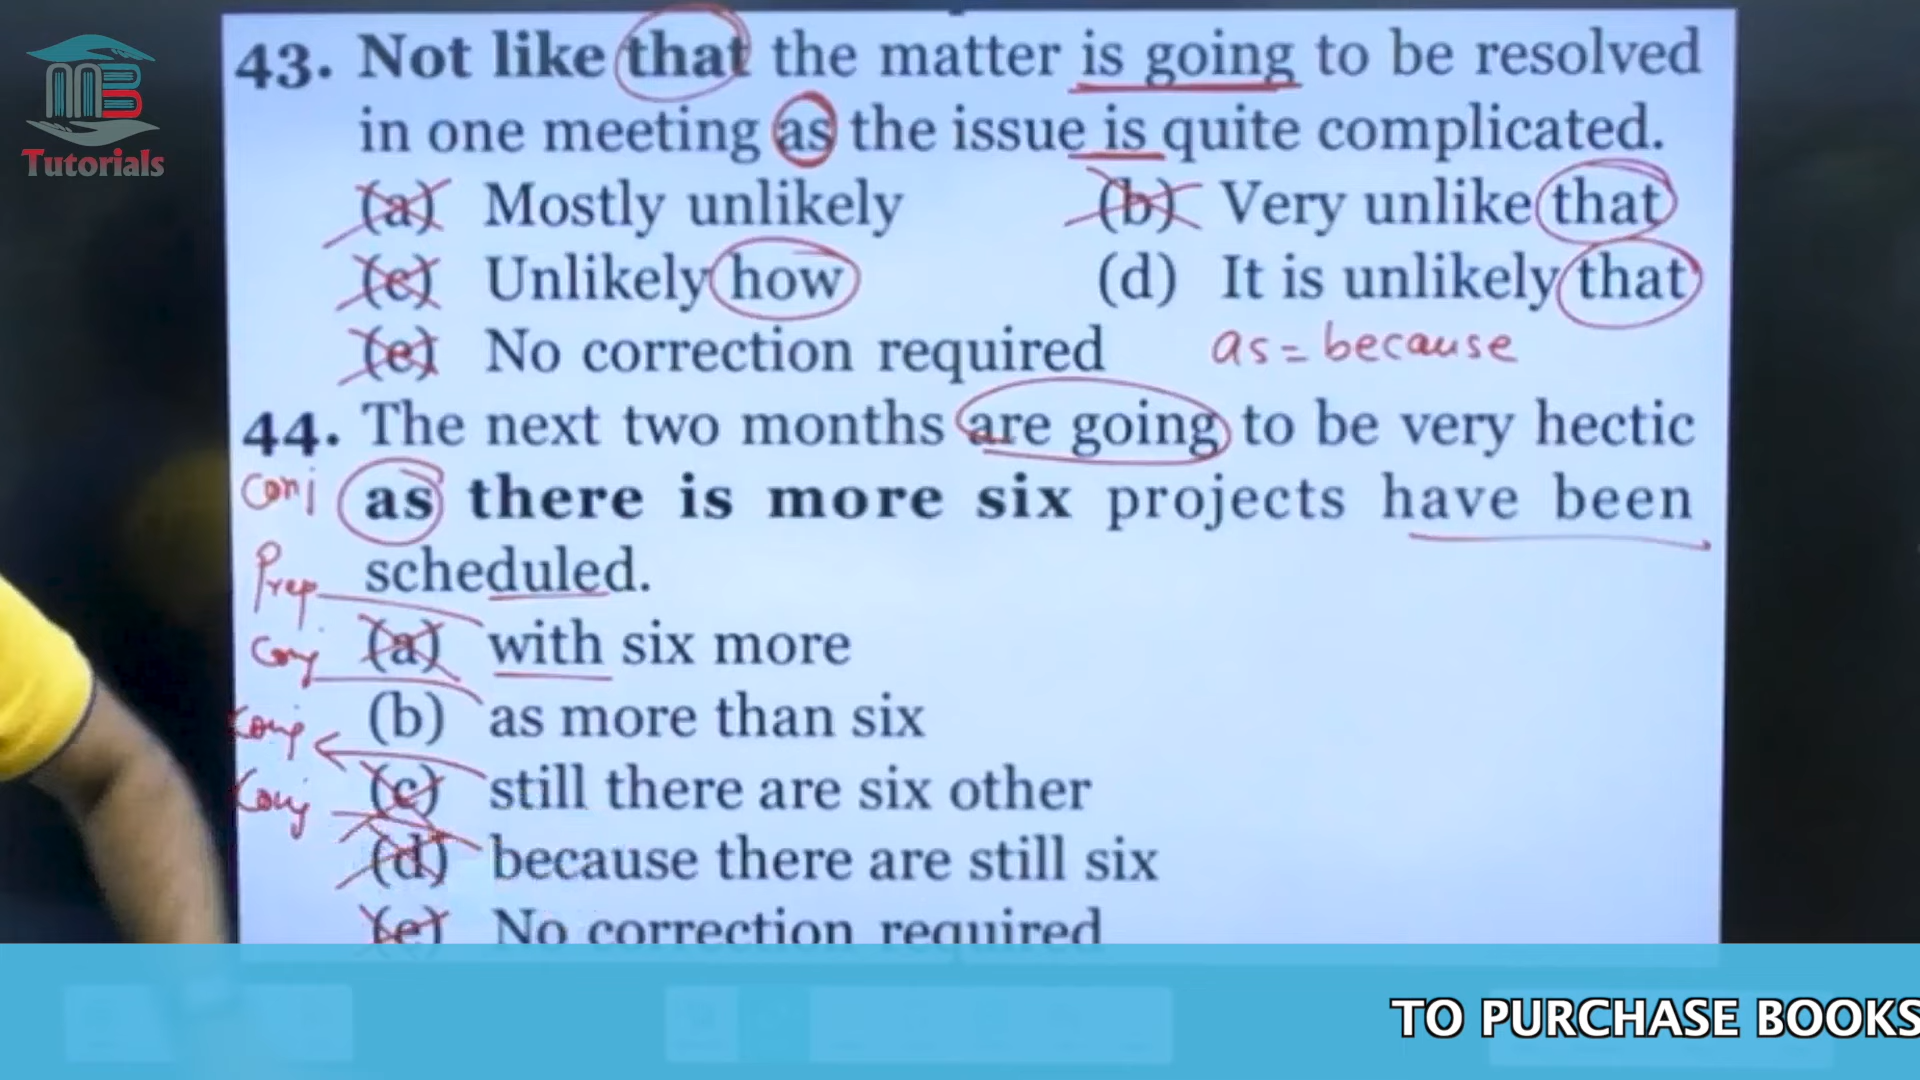 MB
Tutorials
43. Not like that the matter is going to be resolved
in one meeting as the issue is quite complicated.
(a) Mostly unlikely (b) Very unlike that
(c) Unlikely how (d) It is unlikely that
(e) No correction required as = because
44. The next two months are going to be very hectic
Conj as there is more six projects have been
Prep scheduled.
Conj (a) with six more
Conj (b) as more than six
Conj (c) still there are six other
(d) because there are still six
(e) No correction required
TO PURCHASE BOOKS